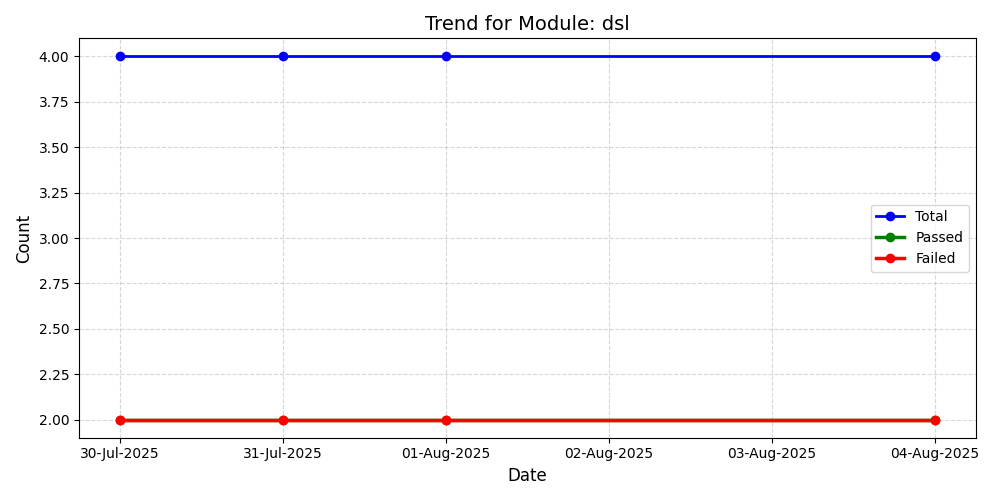 Trend for Module: dsl
4.00
3.75
3.50
3.25
3.00
2.75
2.50
2.25
2.00
Count
Total
Passed
Failed
30-Jul-2025
31-Jul-2025
01-Aug-2025
02-Aug-2025
03-Aug-2025
04-Aug-2025
Date